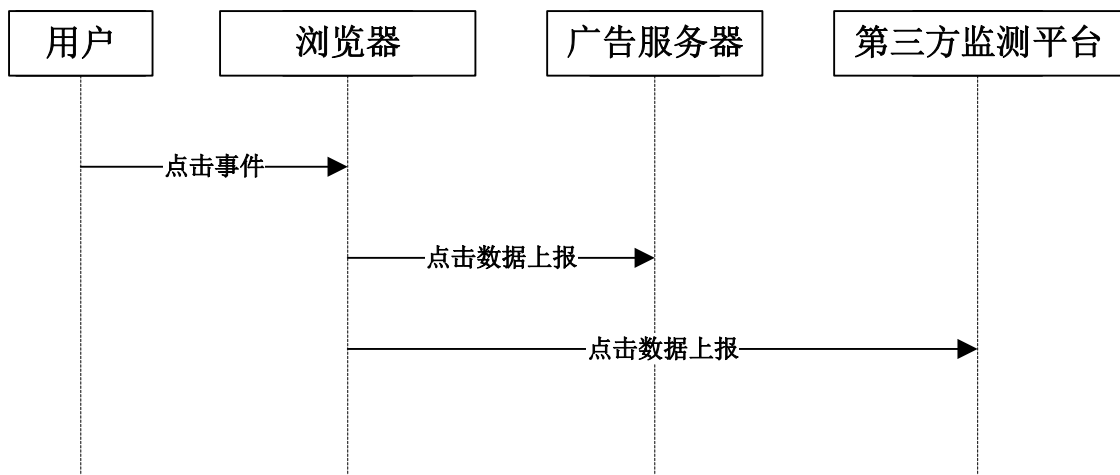 用户
浏览器
广告服务器
第三方监测平台
点击事件
点击数据上报
点击数据上报